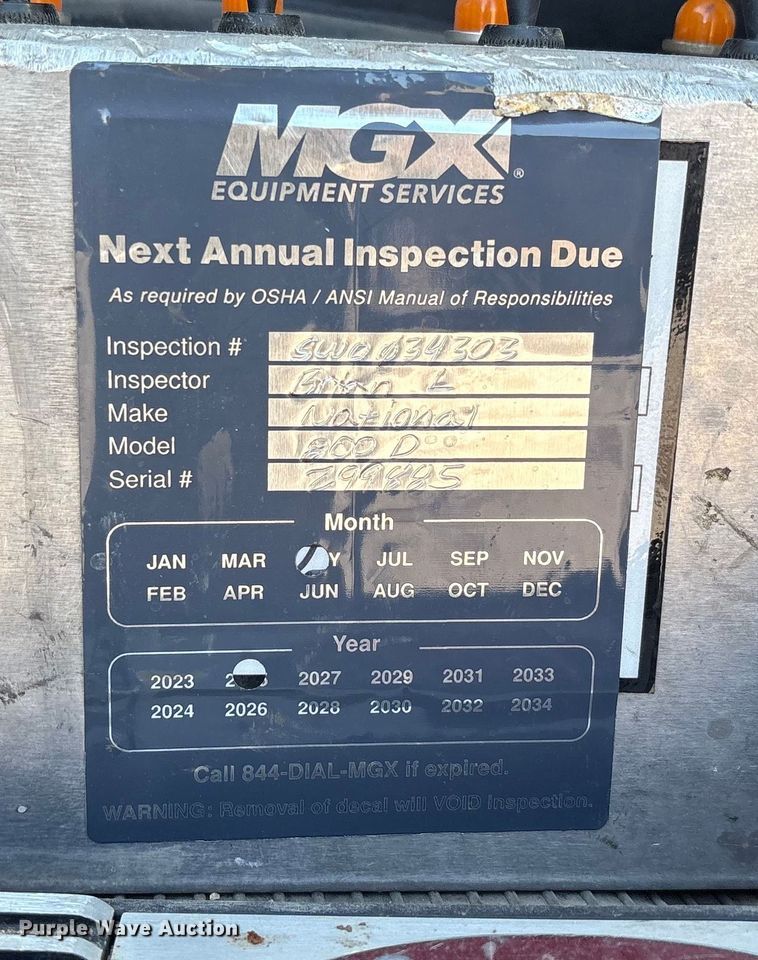 MGX®
EQUIPMENT SERVICES
Next Annual Inspection Due
As required by OSHA / ANSI Manual of Responsibilities
Inspection # SWO034303
Inspector Brian L
Make National
Model 800D
Serial # 299885
Month
JAN MAR Y JUL SEP NOV
FEB APR JUN AUG OCT DEC
Year
2023 2027 2029 2031 2033
2024 2026 2028 2030 2032 2034
Call 844-DIAL-MGX if expired.
WARNING: Removal of decal will VOID inspection.
Purple Wave Auction